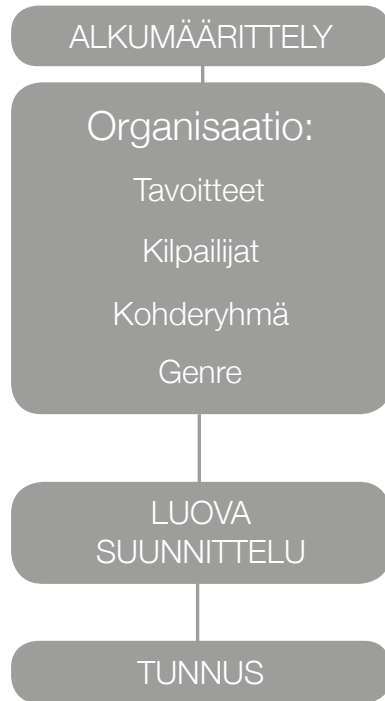 ALKUMÄÄRITTELY
Organisaatio:
Tavoitteet
Kilpailijat
Kohderyhmä
Genre
LUOVA
SUUNNITTELU
TUNNUS